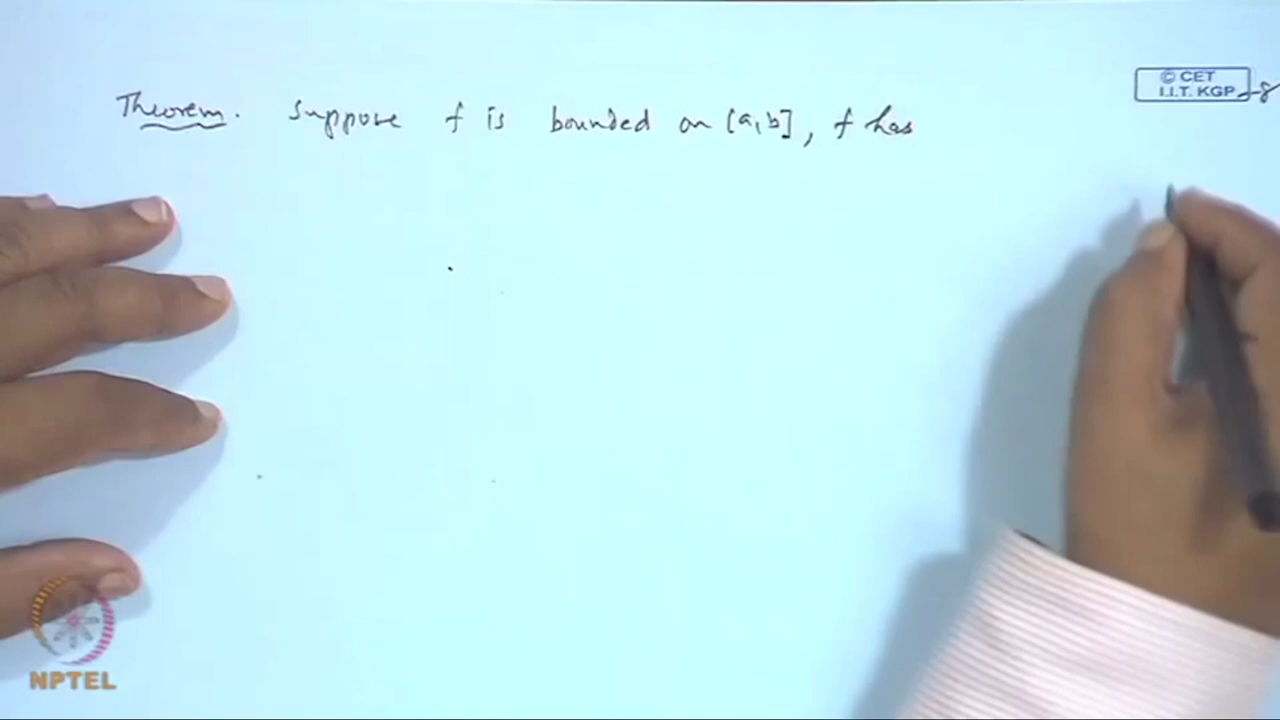 © CET
I.I.T. KGP
Theorem. Suppose f is bounded on [a,b], f has
NPTEL